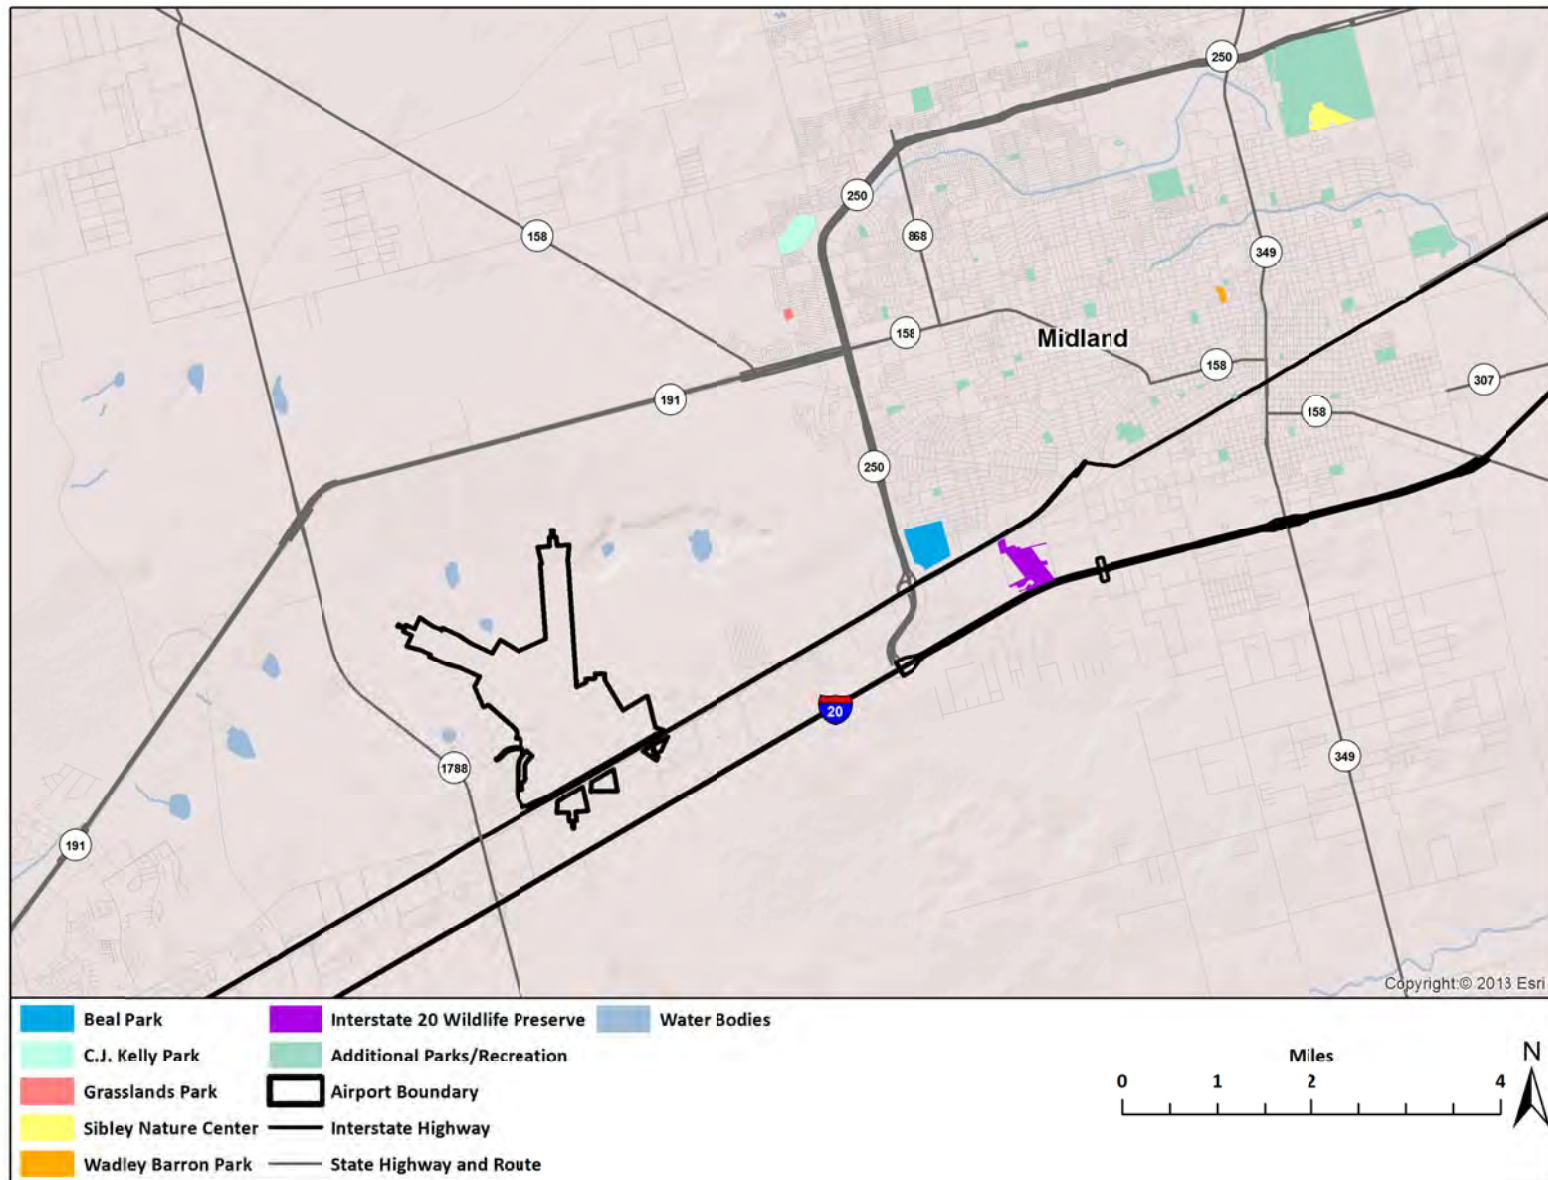 250
250
158
868
349
158
Midland
158
307
191
158
250
20
1788
349
191
Copyright:© 2013 Esri
Beal Park
Interstate 20 Wildlife Preserve
Water Bodies
C.J. Kelly Park
Additional Parks/Recreation
Grasslands Park
Airport Boundary
Sibley Nature Center
Interstate Highway
Wadley Barron Park
State Highway and Route
Miles
0 1 2 4
N